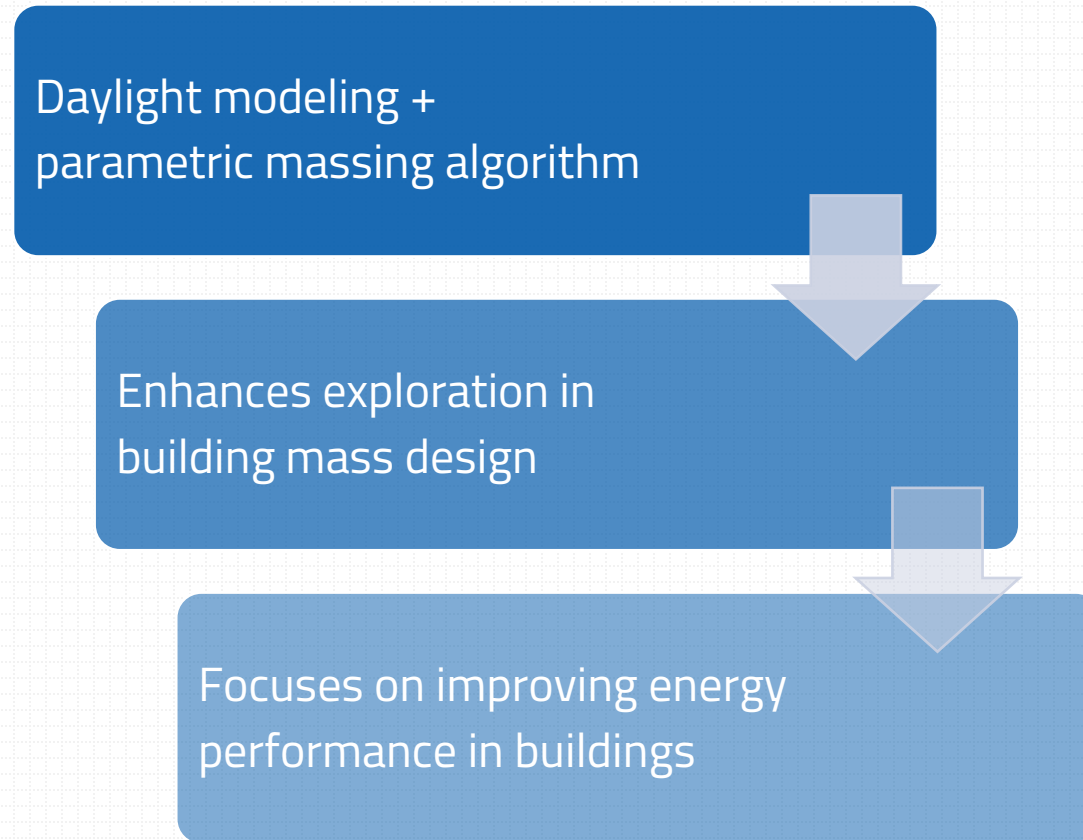 Daylight modeling +
parametric massing algorithm
Enhances exploration in
building mass design
Focuses on improving energy
performance in buildings